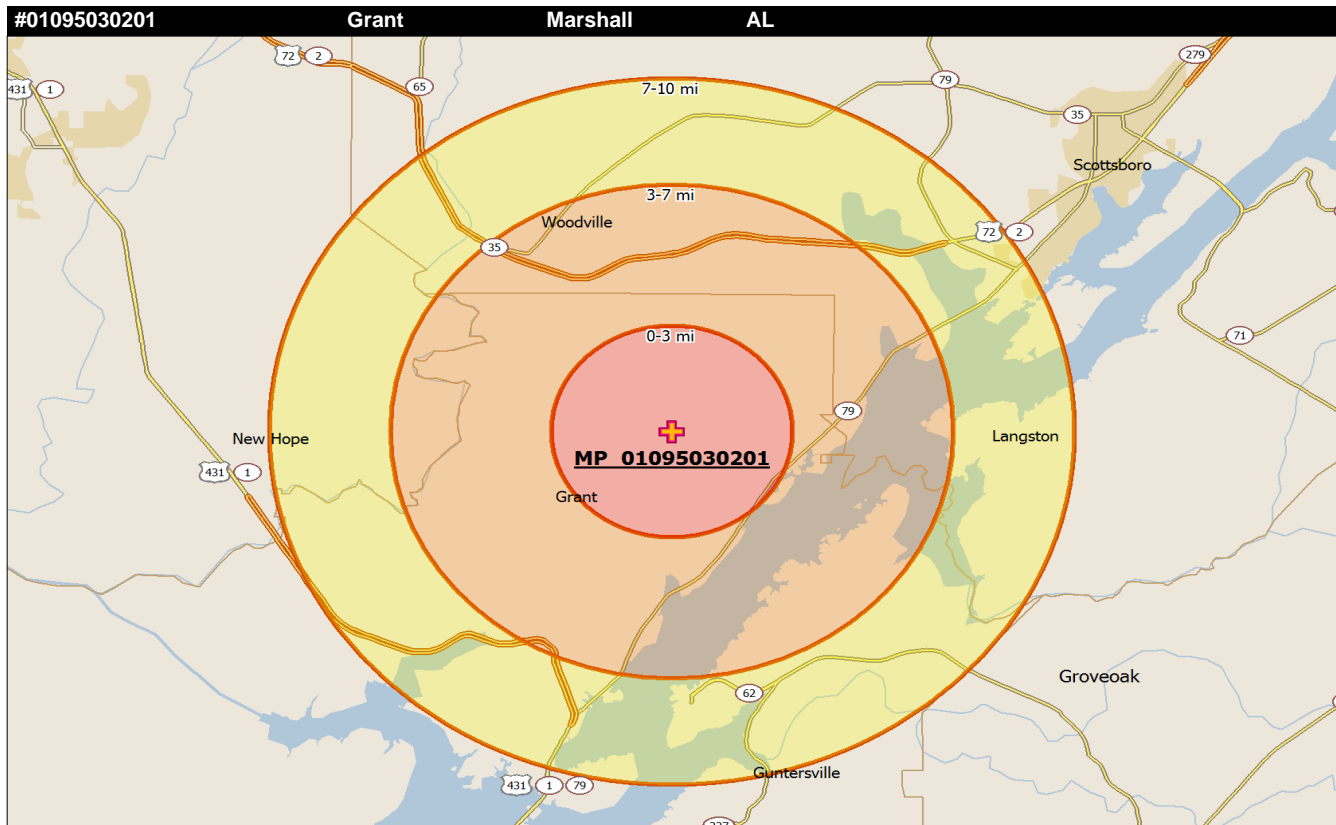 #01095030201 Grant Marshall AL
72 2
65
431 1
79
279
7-10 mi
35
Scottsboro
3-7 mi
Woodville
35
72 2
0-3 mi
71
79
New Hope
Langston
MP 01095030201
431 1
Grant
Groveoak
62
Guntersville
431 1 79
227